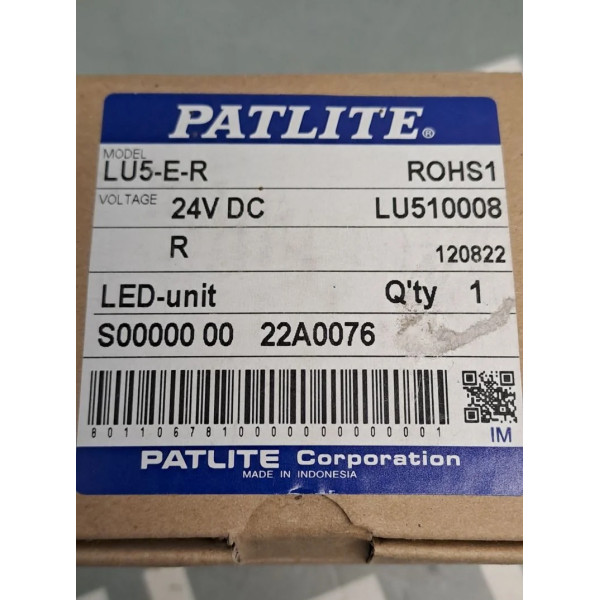 PATLITE®
MODEL
LU5-E-R ROHS1
VOLTAGE 24V DC LU510008
R 120822
LED-unit Q'ty 1
S00000 00 22A0076
801106781000000000000001
IM
PATLITE Corporation
MADE IN INDONESIA